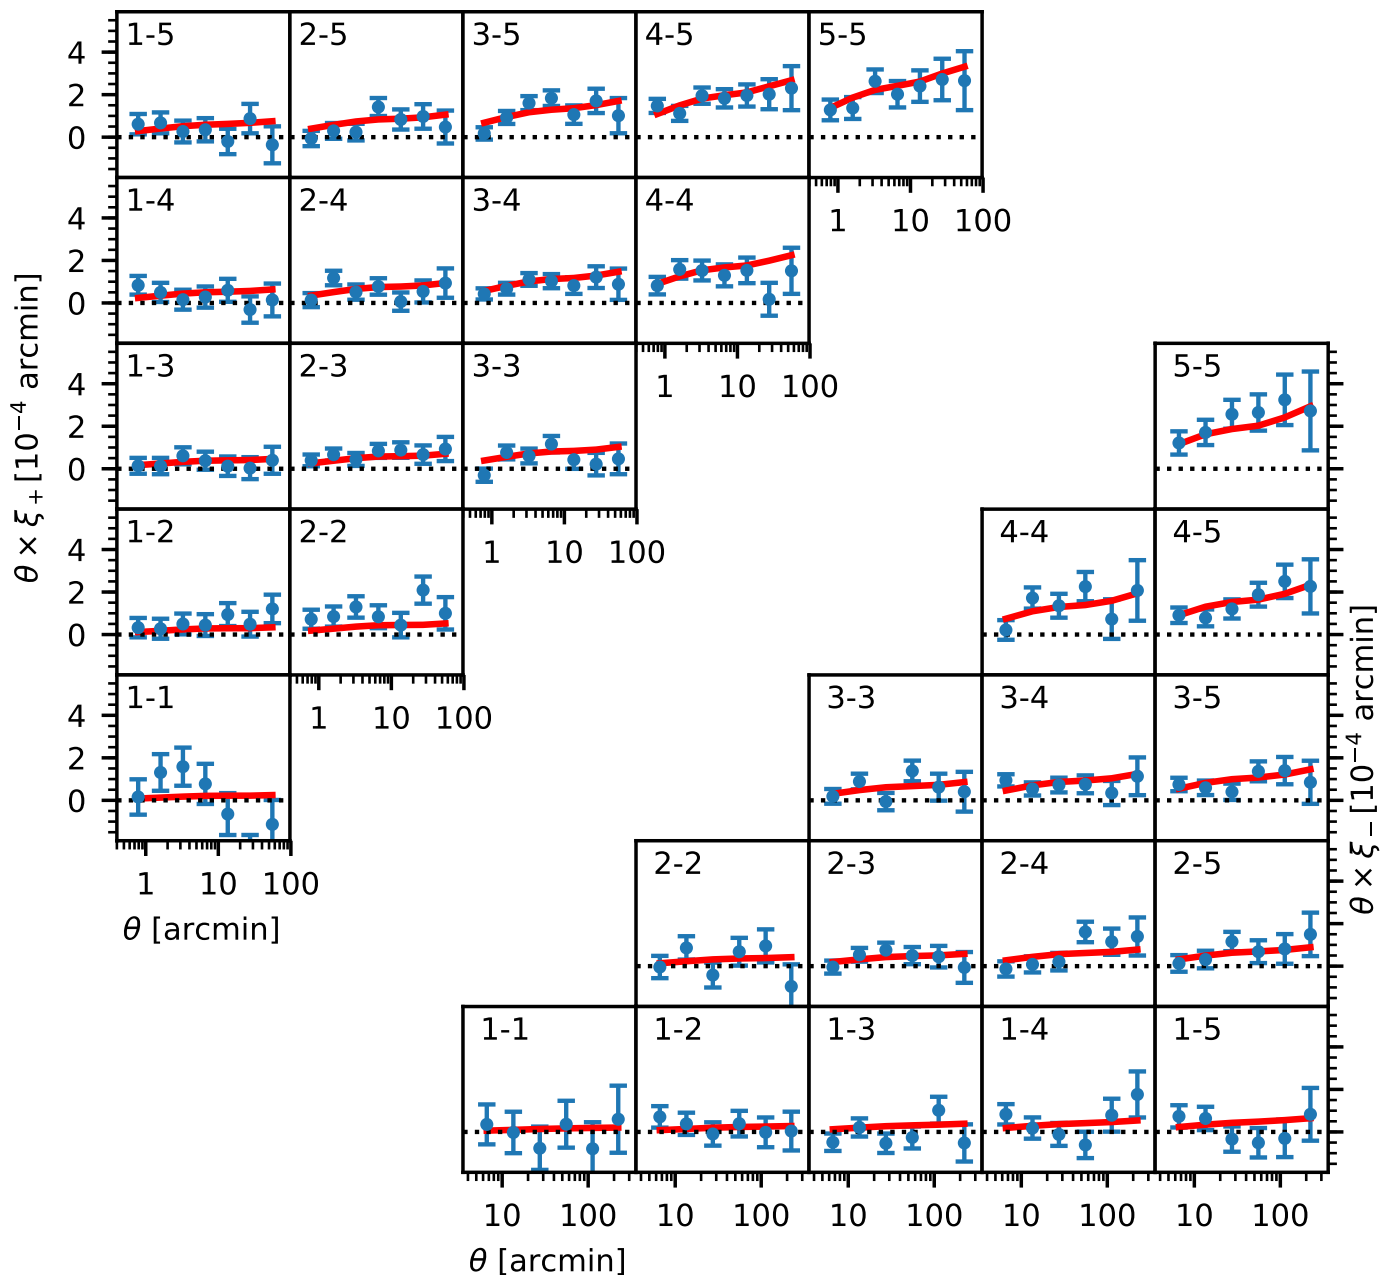 1-5 2-5 3-5 4-5 5-5
4
2
0
1-4 2-4 3-4 4-4
1 10 100
4
2
0
1-3 2-3 3-3
1 10 100
5-5
4
2
0
1-2 2-2
1 10 100
4-4 4-5
4
2
0
1-1
1 10 100
3-3 3-4 3-5
4
2
0
2-2 2-3 2-4 2-5
1 10 100
θ [arcmin]
1-1 1-2 1-3 1-4 1-5
10 100 10 100 10 100 10 100 10 100
θ [arcmin]
θ × ξ₊ [10⁻⁴ arcmin]
θ × ξ₋ [10⁻⁴ arcmin]